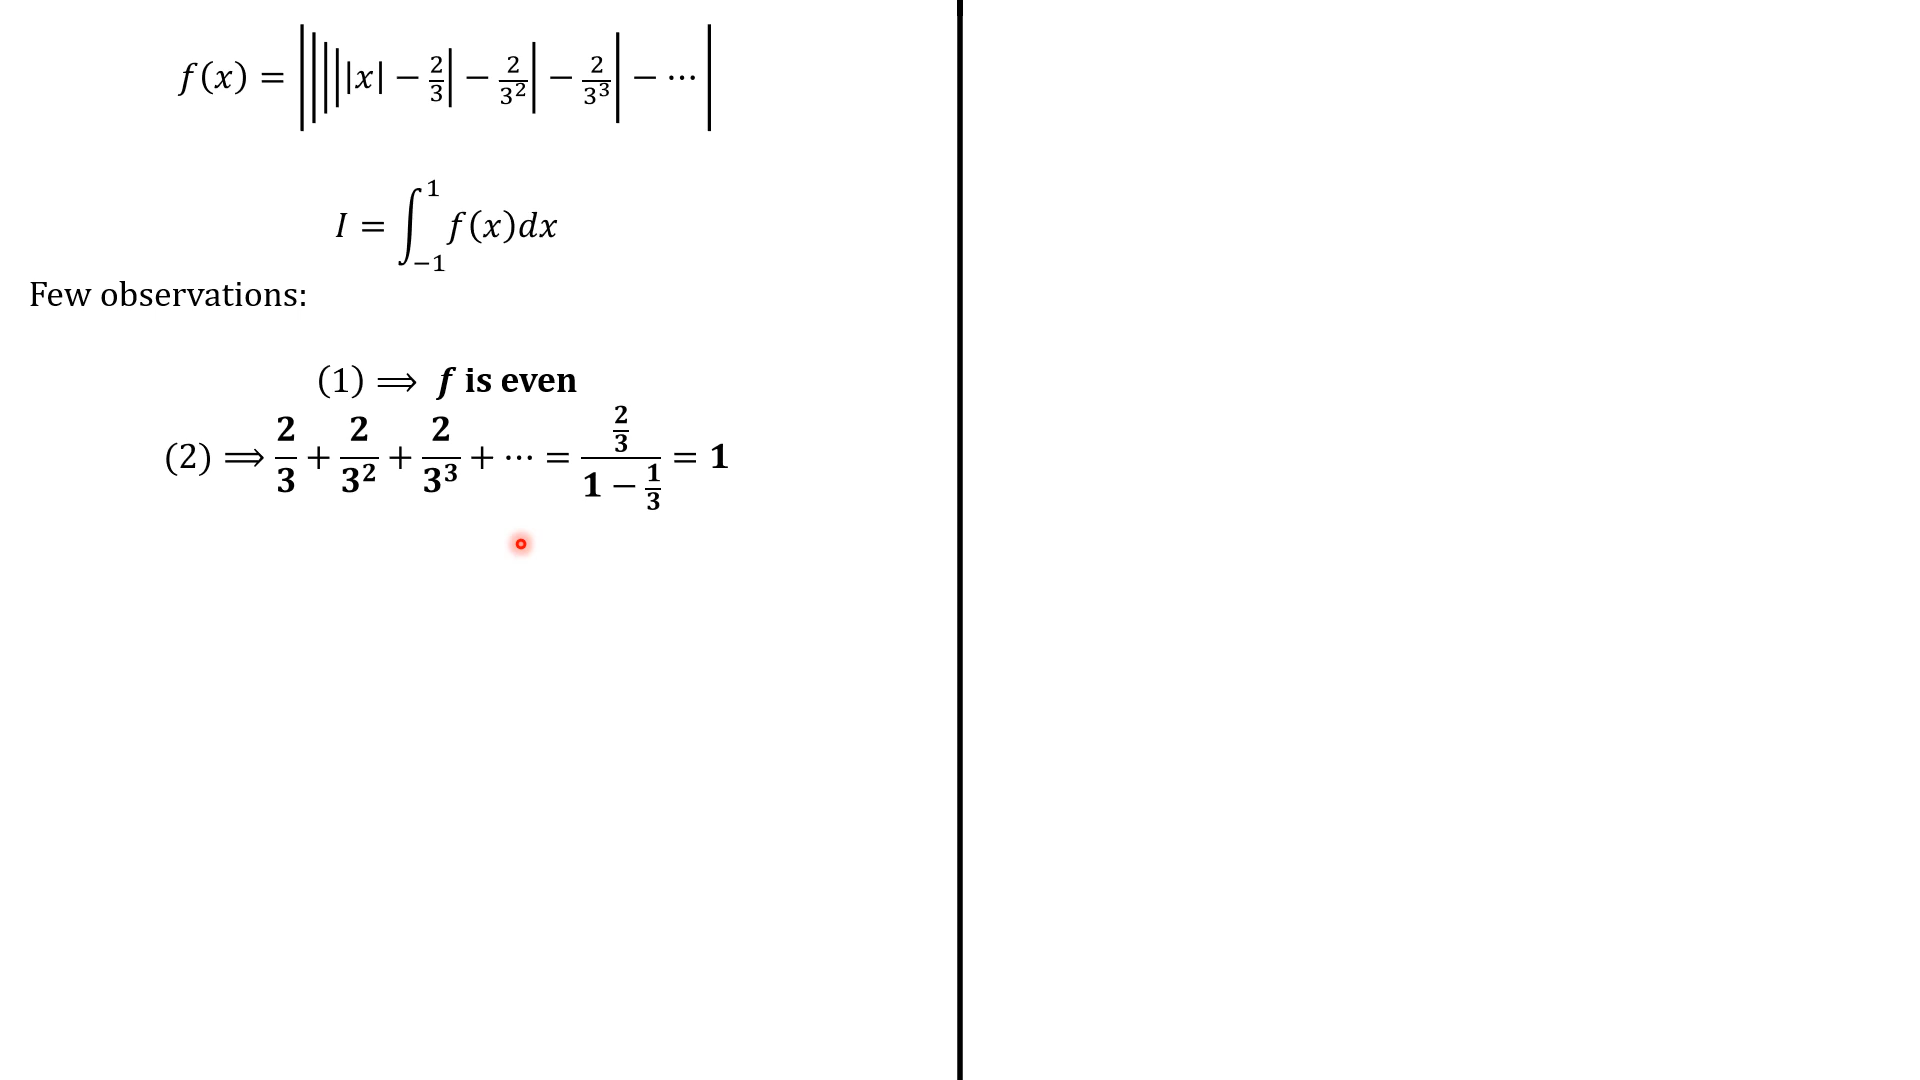 f(x) = |||||x| − 2/3| − 2/3²| − 2/3³| − ⋯|
I = ∫₋₁¹ f(x)dx
Few observations:
(1) ⟹ f is even
(2) ⟹ 2/3 + 2/3² + 2/3³ + ⋯ = (2/3)/(1 − 1/3) = 1